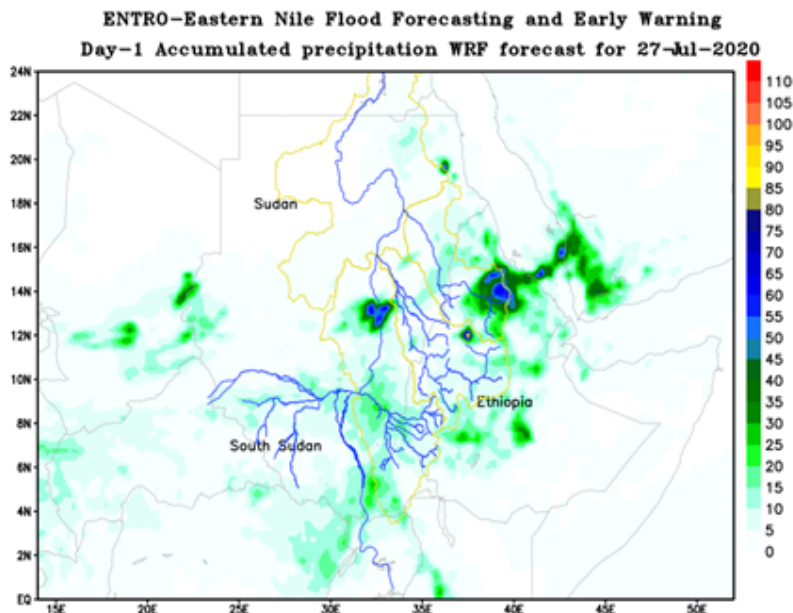 ENTRO-Eastern Nile Flood Forecasting and Early Warning
Day-1 Accumulated precipitation WRF forecast for 27-Jul-2020
24N
22N
20N
18N
16N
14N
12N
10N
8N
6N
4N
2N
EQ
15E 20E 25E 30E 35E 40E 45E 50E
Sudan
Ethiopia
South Sudan
110
105
100
95
90
85
80
75
70
65
60
55
50
45
40
35
30
25
20
15
10
5
0